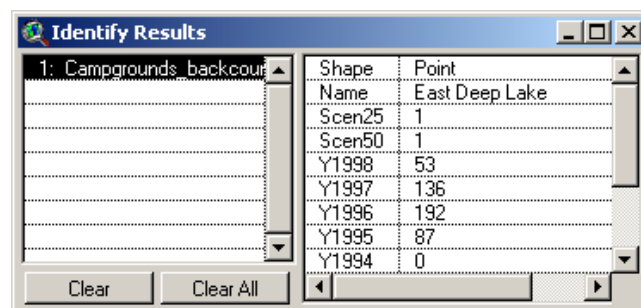 Identify Results
1: Campgrounds_backcour
Shape Point
Name East Deep Lake
Scen25 1
Scen50 1
Y1998 53
Y1997 136
Y1996 192
Y1995 87
Y1994 0
Clear Clear All